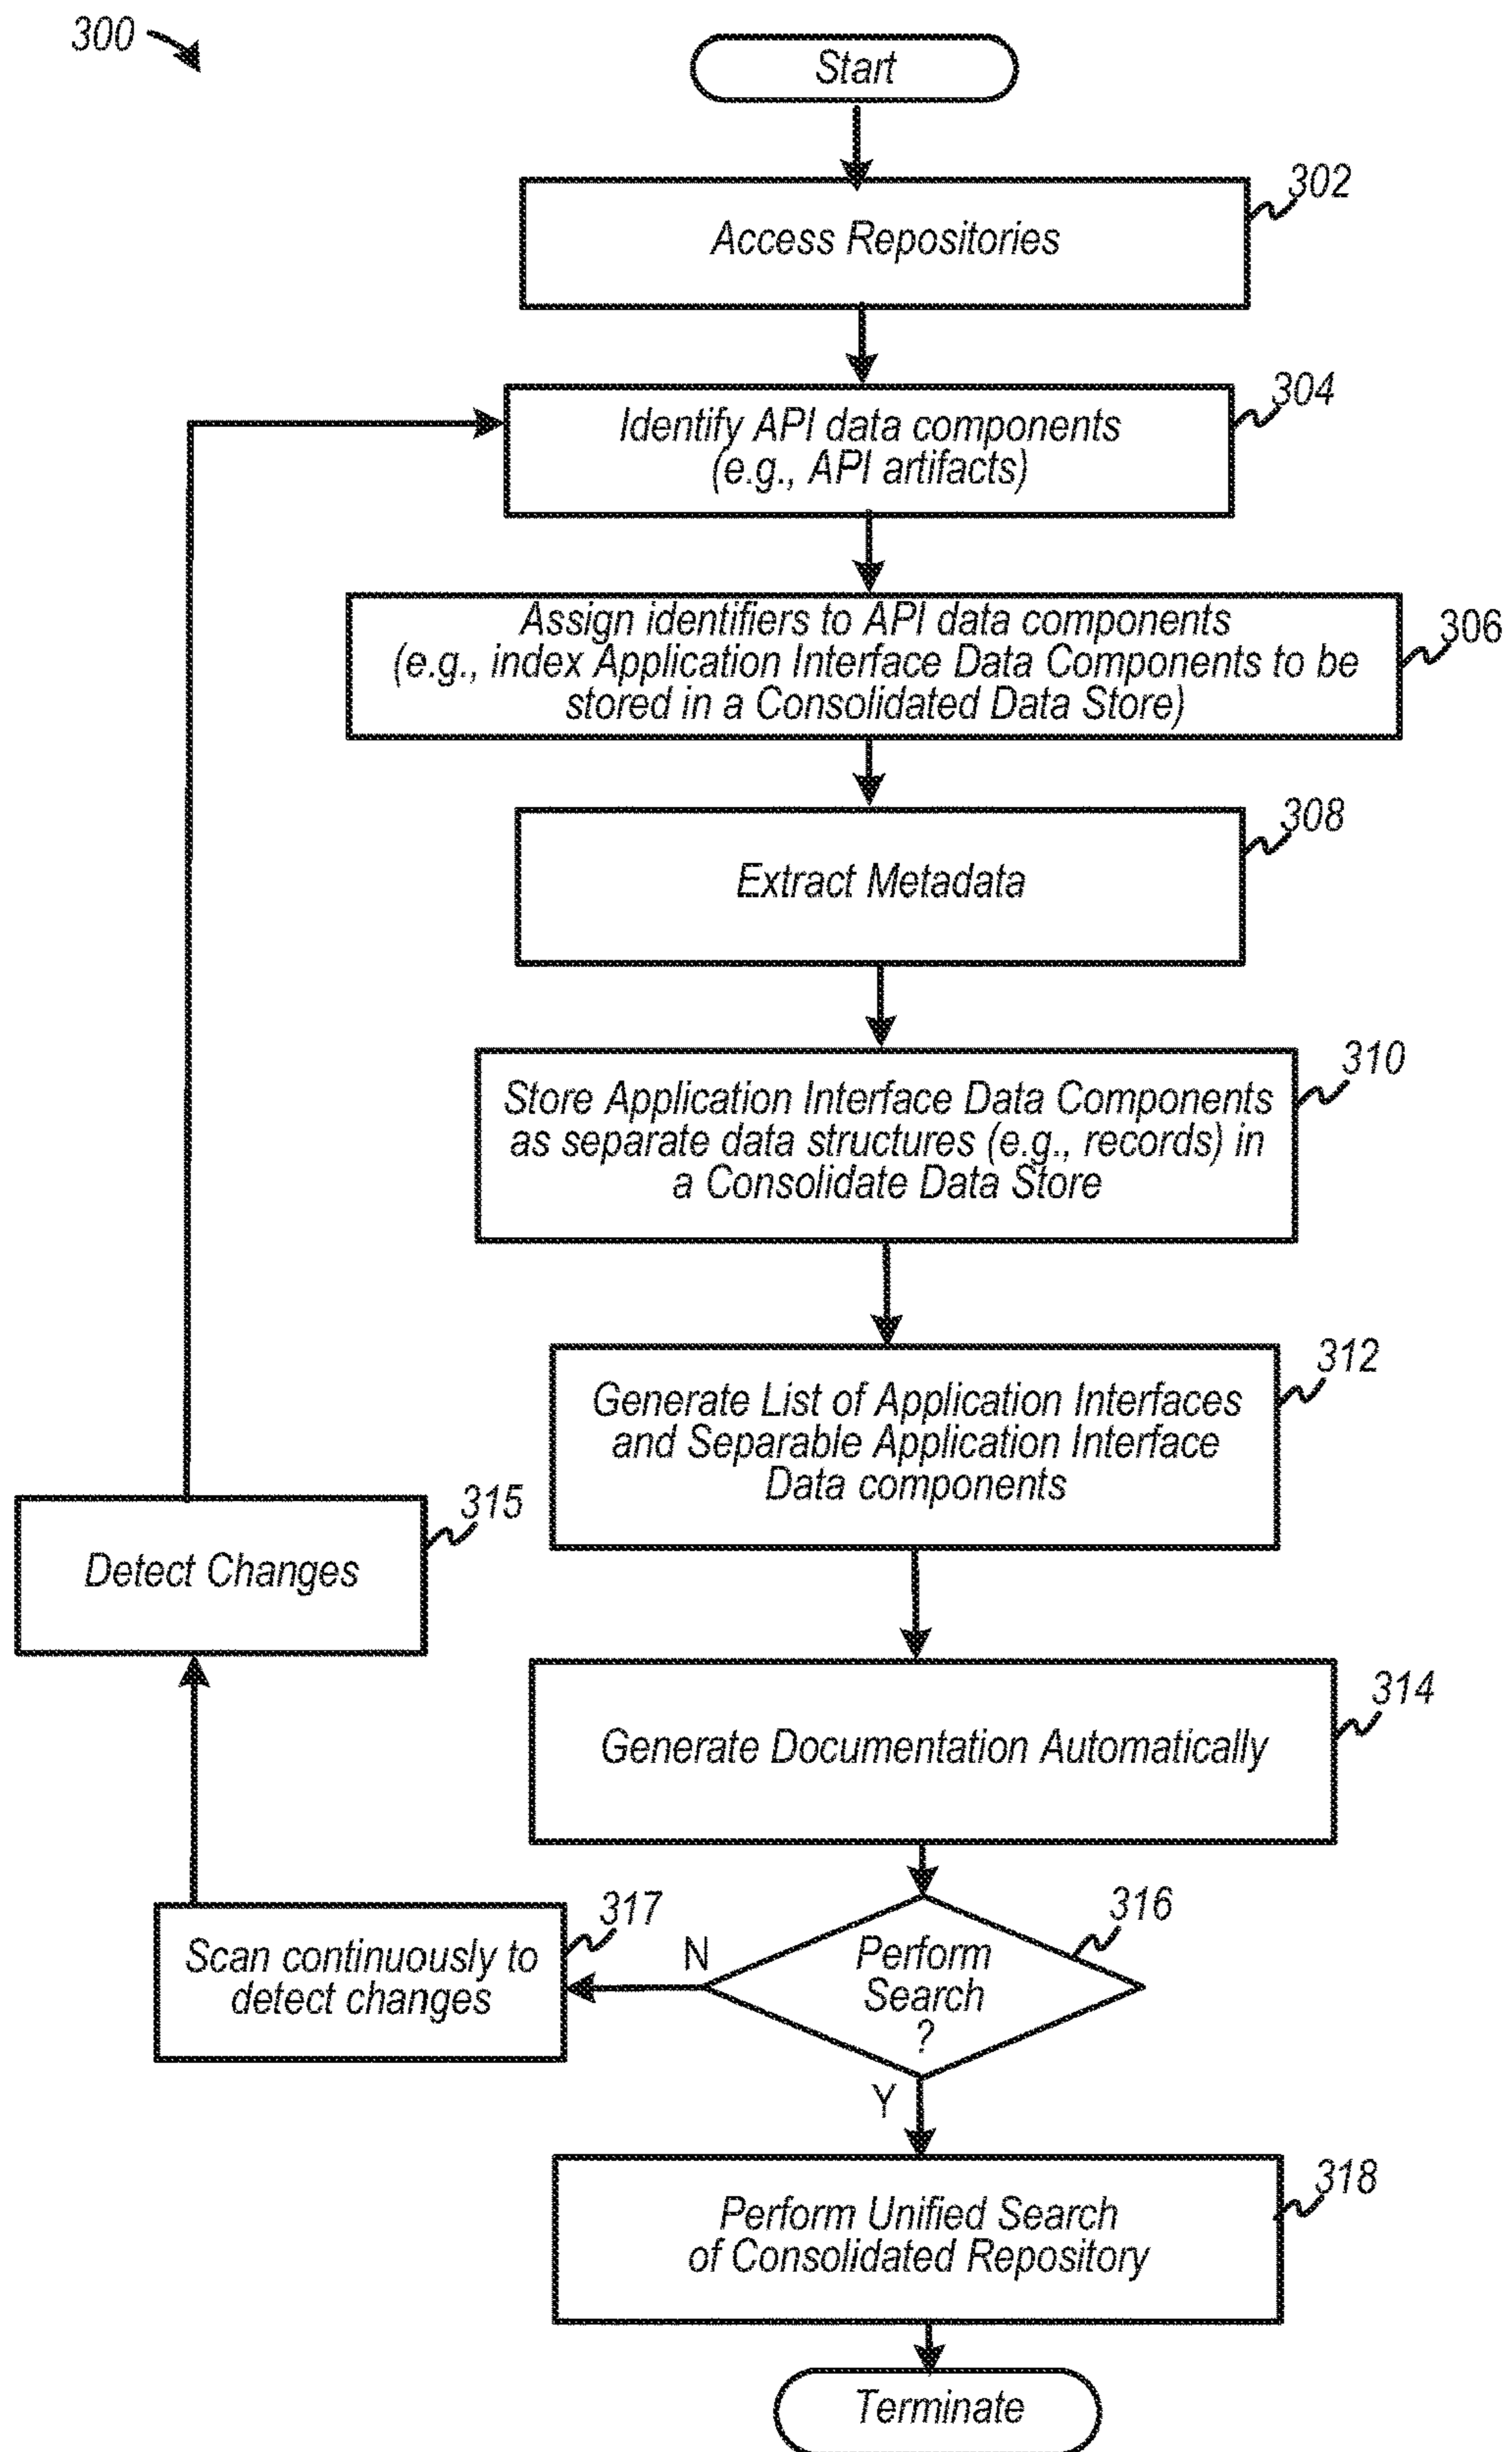 300
Start
302
Access Repositories
304
Identify API data components
(e.g., API artifacts)
306
Assign identifiers to API data components
(e.g., index Application Interface Data Components to be
stored in a Consolidated Data Store)
308
Extract Metadata
310
Store Application Interface Data Components
as separate data structures (e.g., records) in
a Consolidate Data Store
312
Generate List of Application Interfaces
and Separable Application Interface
Data components
315
Detect Changes
314
Generate Documentation Automatically
317
Scan continuously to
detect changes
N
316
Perform
Search
?
Y
318
Perform Unified Search
of Consolidated Repository
Terminate